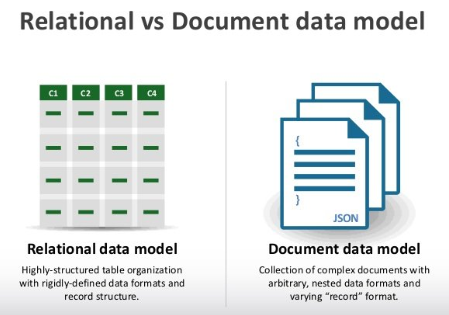 Relational vs Document data model
C1 C2 C3 C4
{
}
JSON
Relational data model
Highly-structured table organization
with rigidly-defined data formats and
record structure.
Document data model
Collection of complex documents with
arbitrary, nested data formats and
varying “record” format.